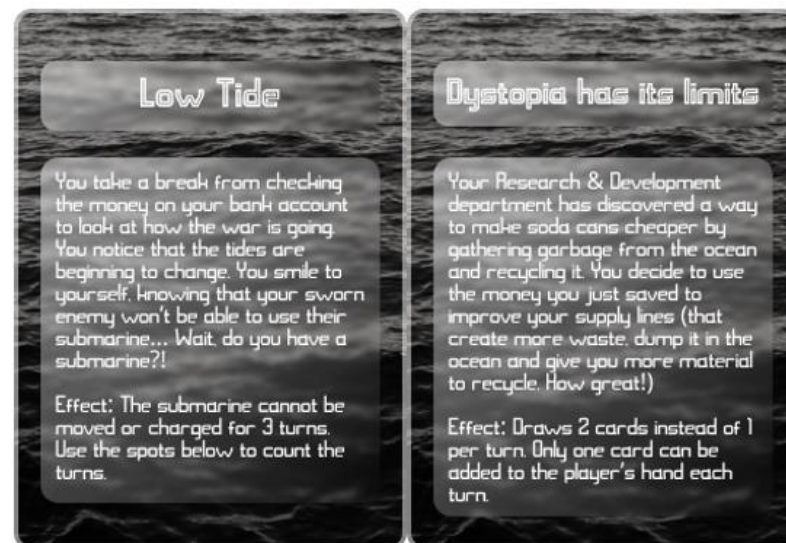 Low Tide
You take a break from checking
the money on your bank account
to look at how the war is going.
You notice that the tides are
beginning to change. You smile to
yourself, knowing that your sworn
enemy won't be able to use their
submarine... Wait, do you have a
submarine?!
Effect: The submarine cannot be
moved or charged for 3 turns.
Use the spots below to count the
turns.
Dystopia has its limits
Your Research & Development
department has discovered a way
to make soda cans cheaper by
gathering garbage from the ocean
and recycling it. You decide to use
the money you just saved to
improve your supply lines (that
create more waste, dump it in the
ocean and give you more material
to recycle. How great!)
Effect: Draws 2 cards instead of 1
per turn. Only one card can be
added to the player's hand each
turn.